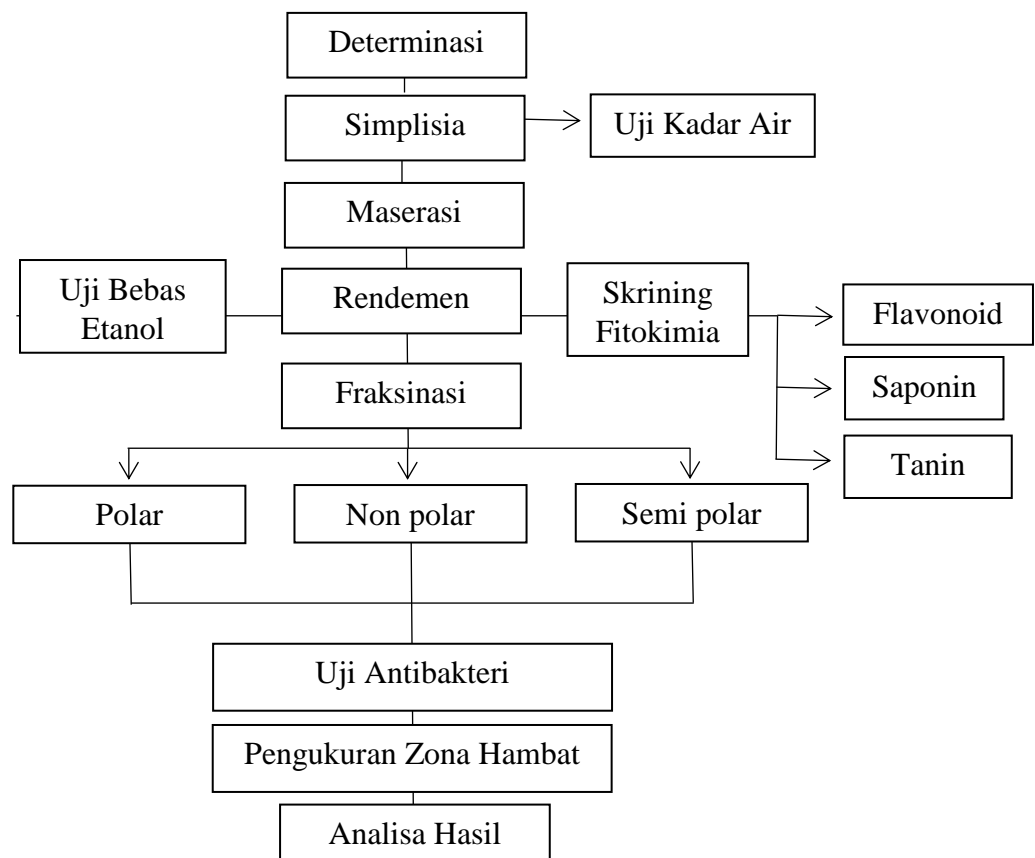 Determinasi
Simplisia
Uji Kadar Air
Maserasi
Uji Bebas
Etanol
Rendemen
Skrining
Fitokimia
Flavonoid
Saponin
Tanin
Fraksinasi
Polar
Non polar
Semi polar
Uji Antibakteri
Pengukuran Zona Hambat
Analisa Hasil